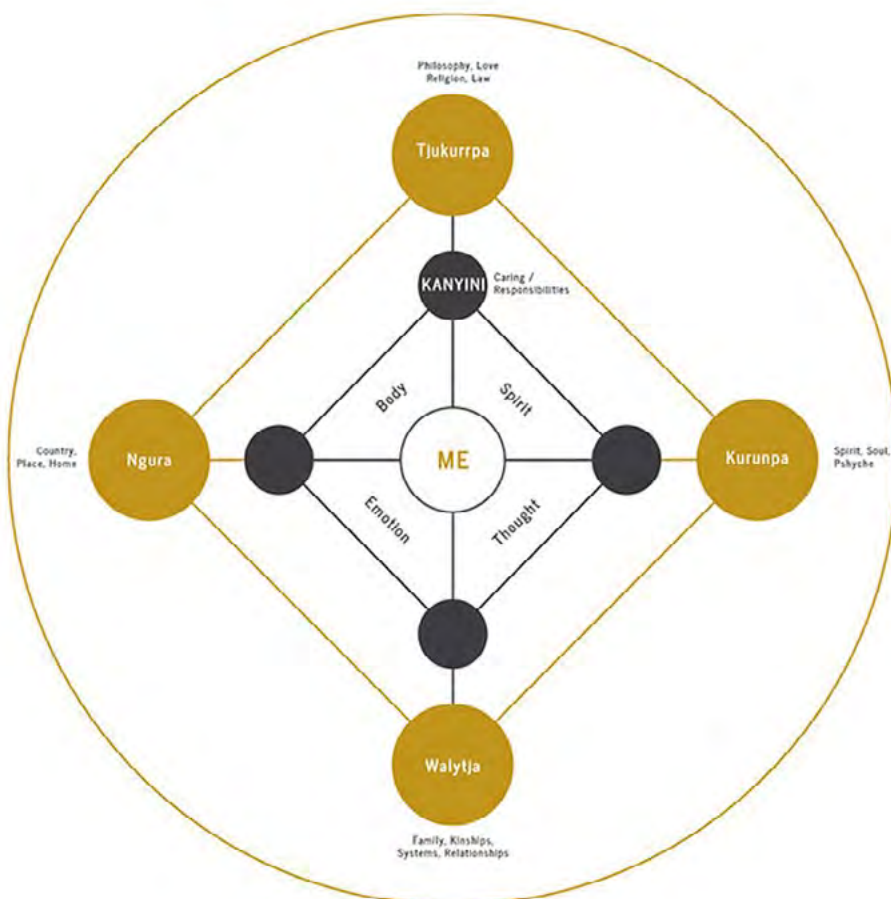 Philosophy, Love
Religion, Law
Tjukurrpa
KANYINI
Caring /
Responsibilities
Body
Spirit
Country,
Place, Home
Ngura
ME
Kurunpa
Spirit, Soul,
Pshyche
Emotion
Thought
Walytja
Family, Kinships,
Systems, Relationships